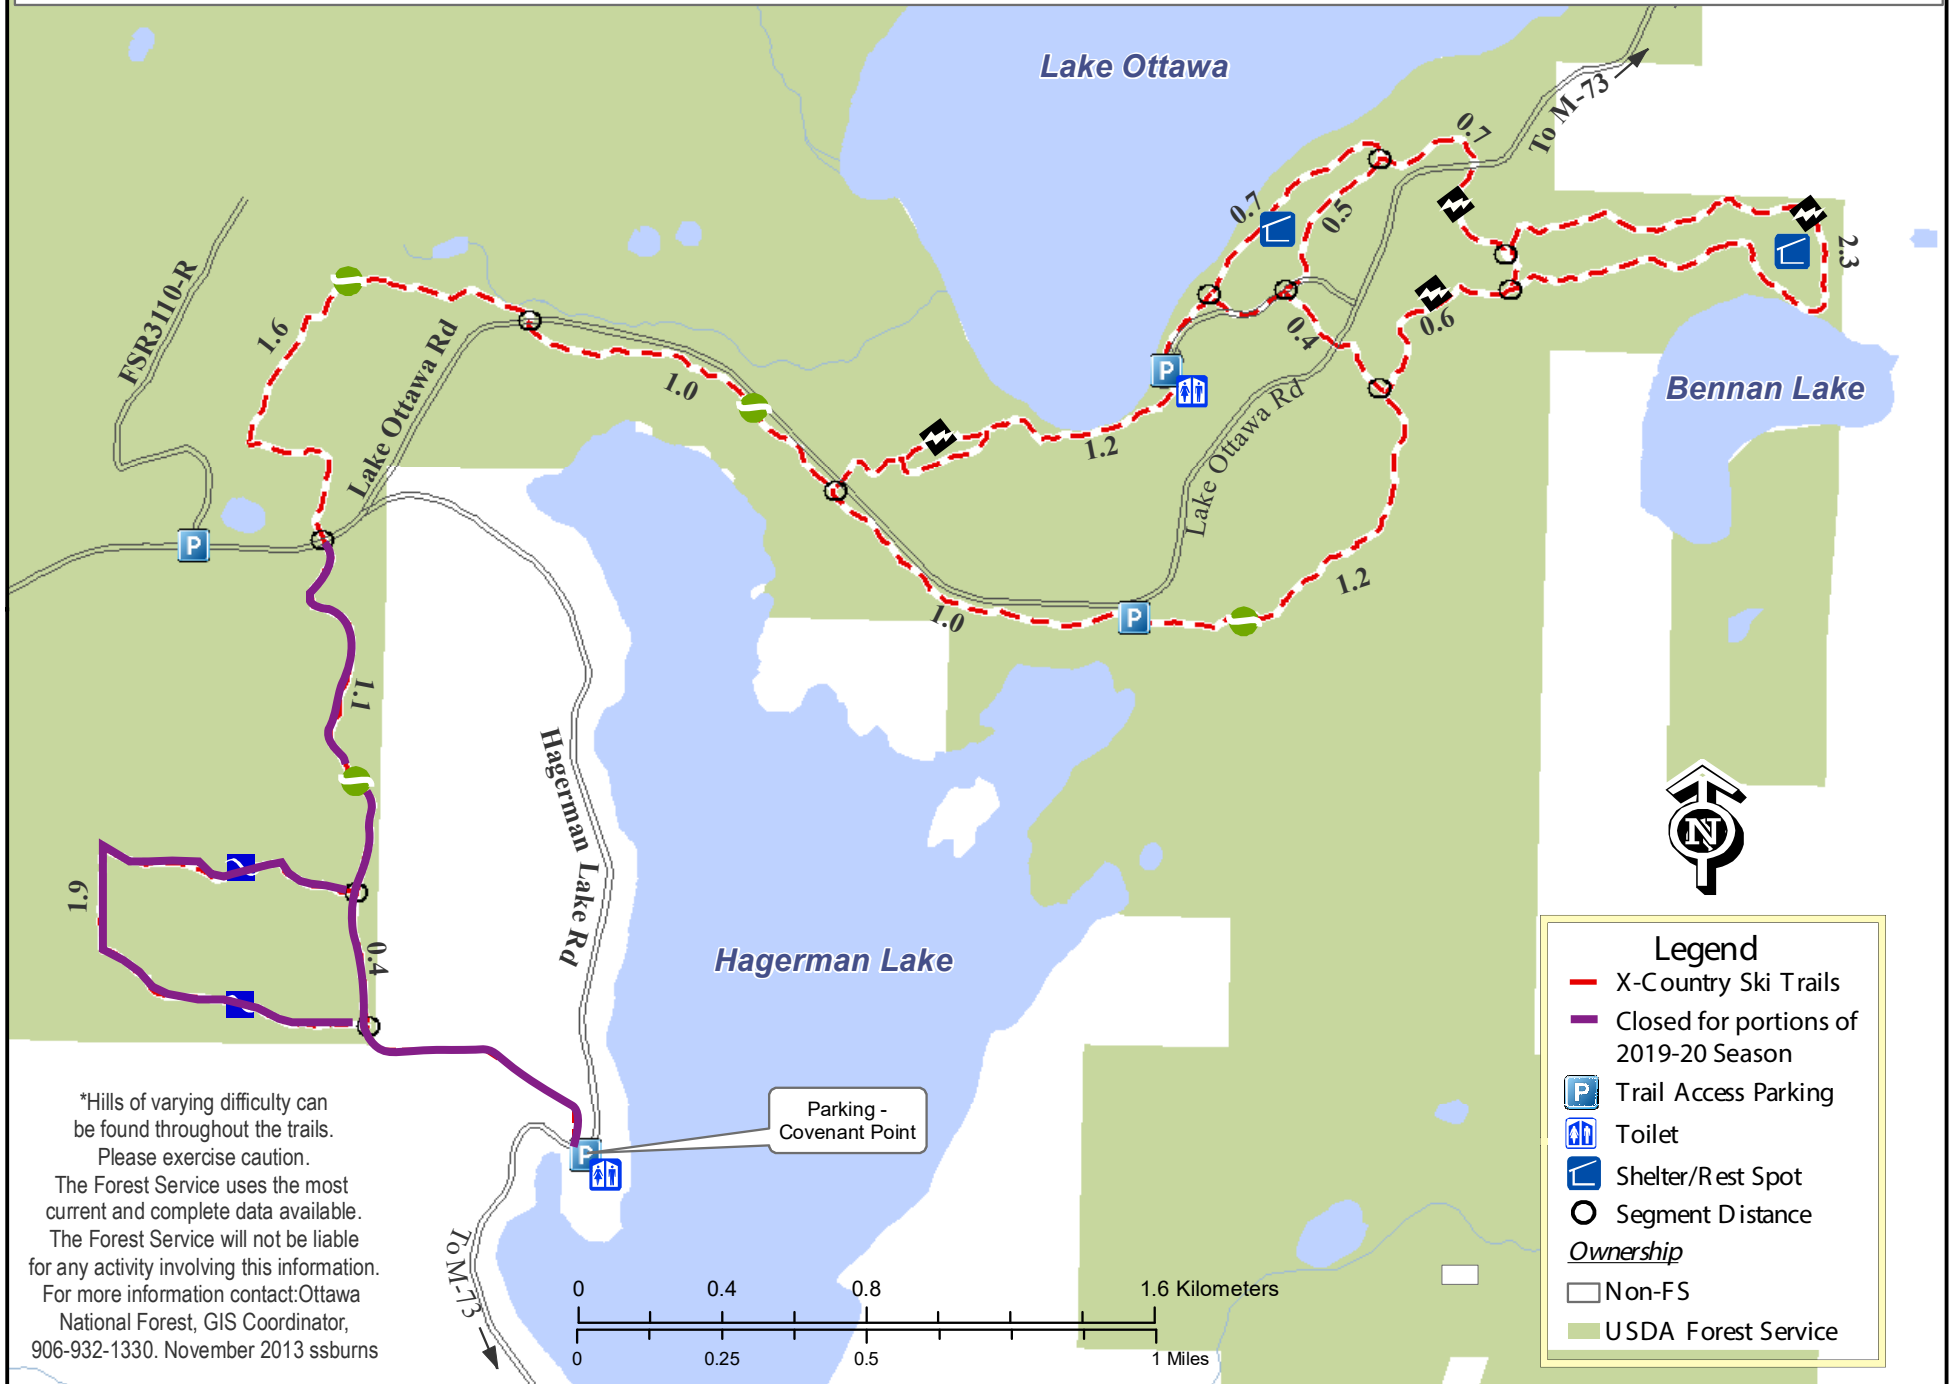 Lake Ottawa
To M-73
0.7
0.7
0.5
2.3
FSR3110-R
1.6
Lake Ottawa Rd
1.0
0.4
0.6
Bennan Lake
P
1.2
Lake Ottawa Rd
P
1.2
1.0
P
1.1
Hagerman Lake Rd
1.9
0.4
Hagerman Lake
N
Legend
X-Country Ski Trails
Closed for portions of
2019-20 Season
P Trail Access Parking
Toilet
Shelter/Rest Spot
Segment Distance
Ownership
Non-FS
USDA Forest Service
Parking -
Covenant Point
P
To M-73
*Hills of varying difficulty can
be found throughout the trails.
Please exercise caution.
The Forest Service uses the most
current and complete data available.
The Forest Service will not be liable
for any activity involving this information.
For more information contact:Ottawa
National Forest, GIS Coordinator,
906-932-1330. November 2013 ssburns
0 0.4 0.8 1.6 Kilometers
0 0.25 0.5 1 Miles